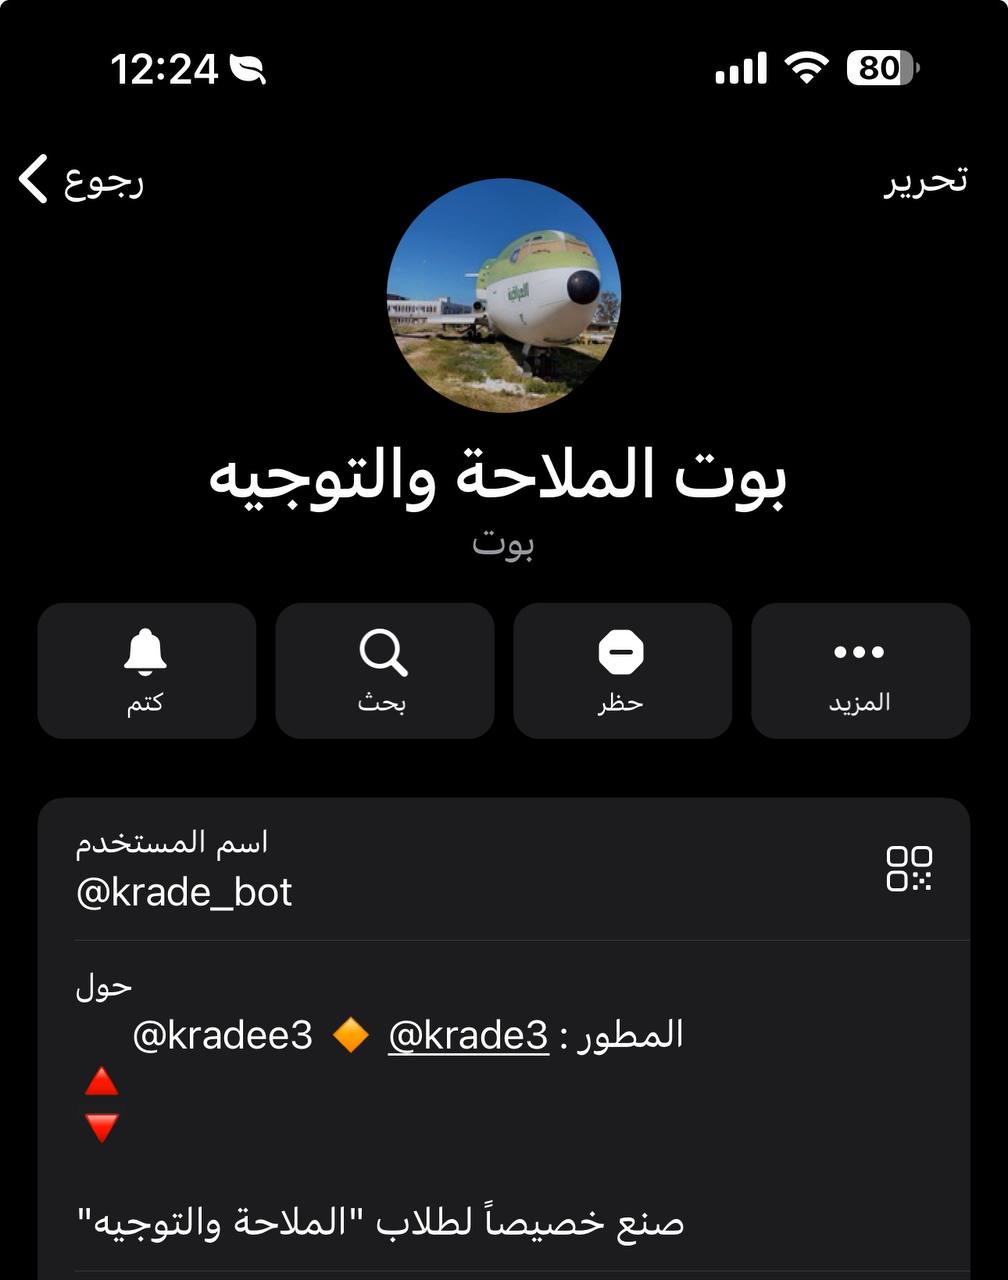 12:24
80
رجوع
تحرير
العراقية
بوت الملاحة والتوجيه
بوت
كتم
بحث
حظر
المزيد
اسم المستخدم
@krade_bot
حول
المطور : @krade3 🔶 @kradee3
🔺
🔻
صنع خصيصاً لطلاب "الملاحة والتوجيه"